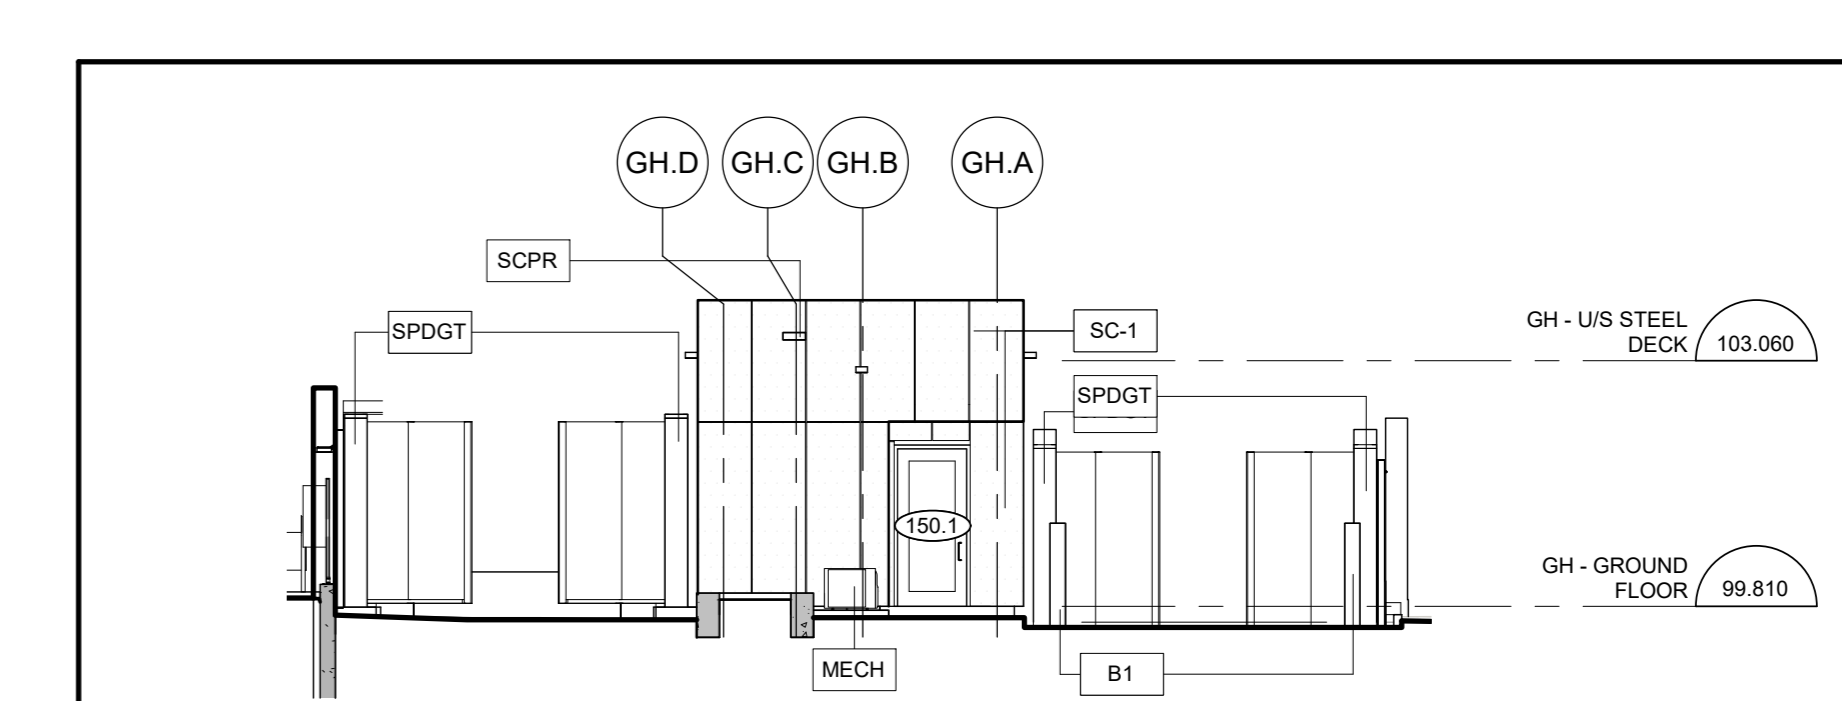 GH.D
GH.C
GH.B
GH.A
SCPR
SPDGT
SC-1
GH - U/S STEEL
DECK
103.060
SPDGT
150.1
GH - GROUND
FLOOR
99.810
MECH
B1